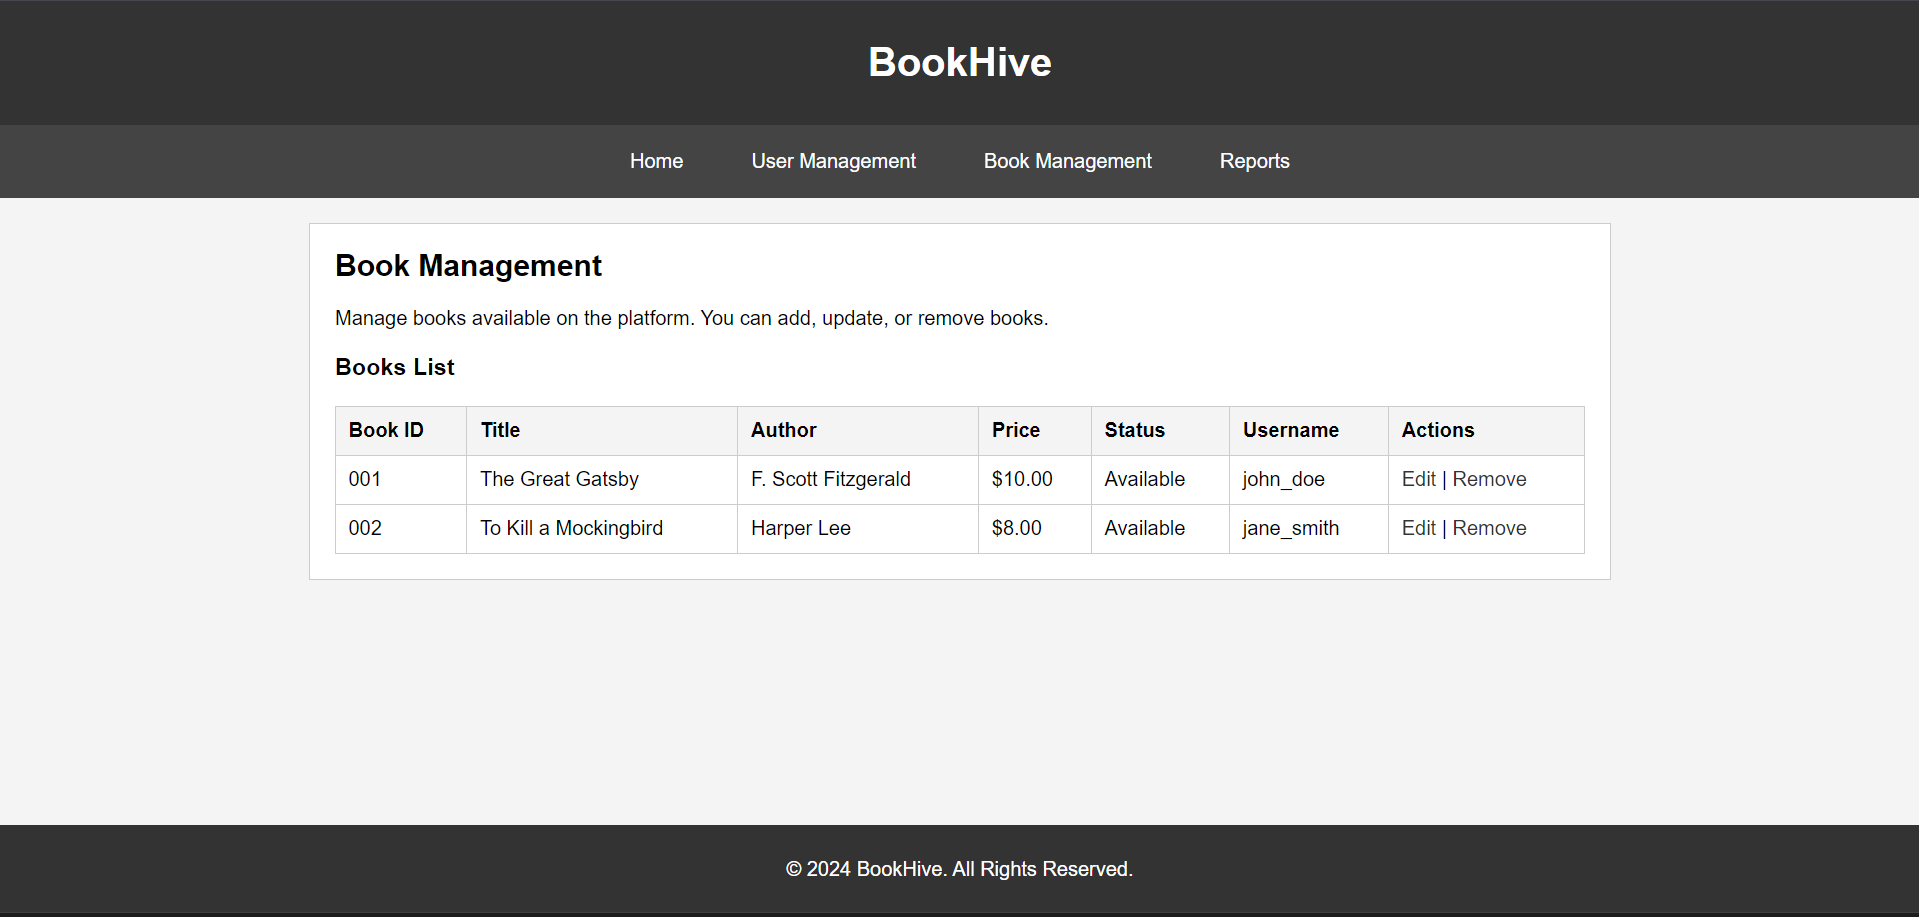 BookHive
Home User Management Book Management Reports
Book Management
Manage books available on the platform. You can add, update, or remove books.
Books List
Book ID Title Author Price Status Username Actions
001 The Great Gatsby F. Scott Fitzgerald $10.00 Available john_doe Edit | Remove
002 To Kill a Mockingbird Harper Lee $8.00 Available jane_smith Edit | Remove
© 2024 BookHive. All Rights Reserved.